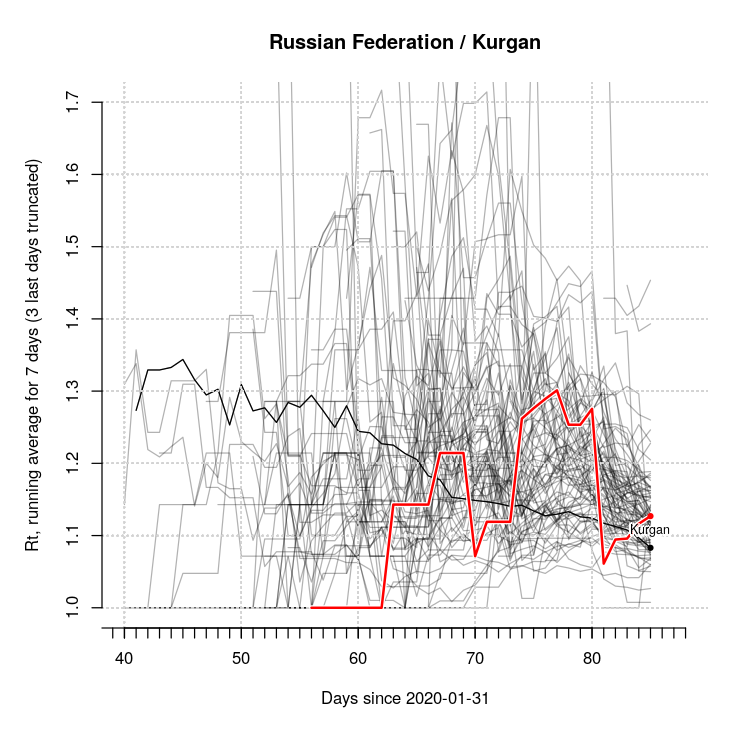 Russian Federation / Kurgan
Rt, running average for 7 days (3 last days truncated)
1.7
1.6
1.5
1.4
1.3
1.2
1.1
1.0
Kurgan
40 50 60 70 80
Days since 2020-01-31